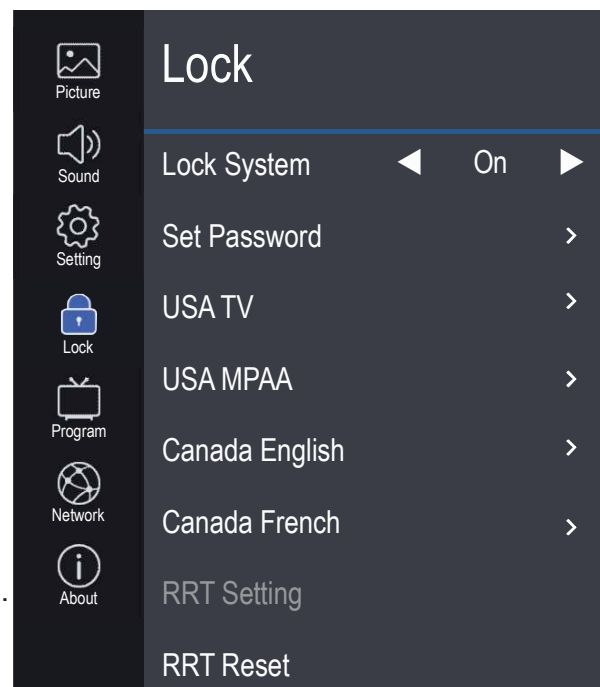 Picture
Sound
Setting
Lock
Program
Network
About
Lock
Lock System On
Set Password
USA TV
USA MPAA
Canada English
Canada French
RRT Setting
RRT Reset